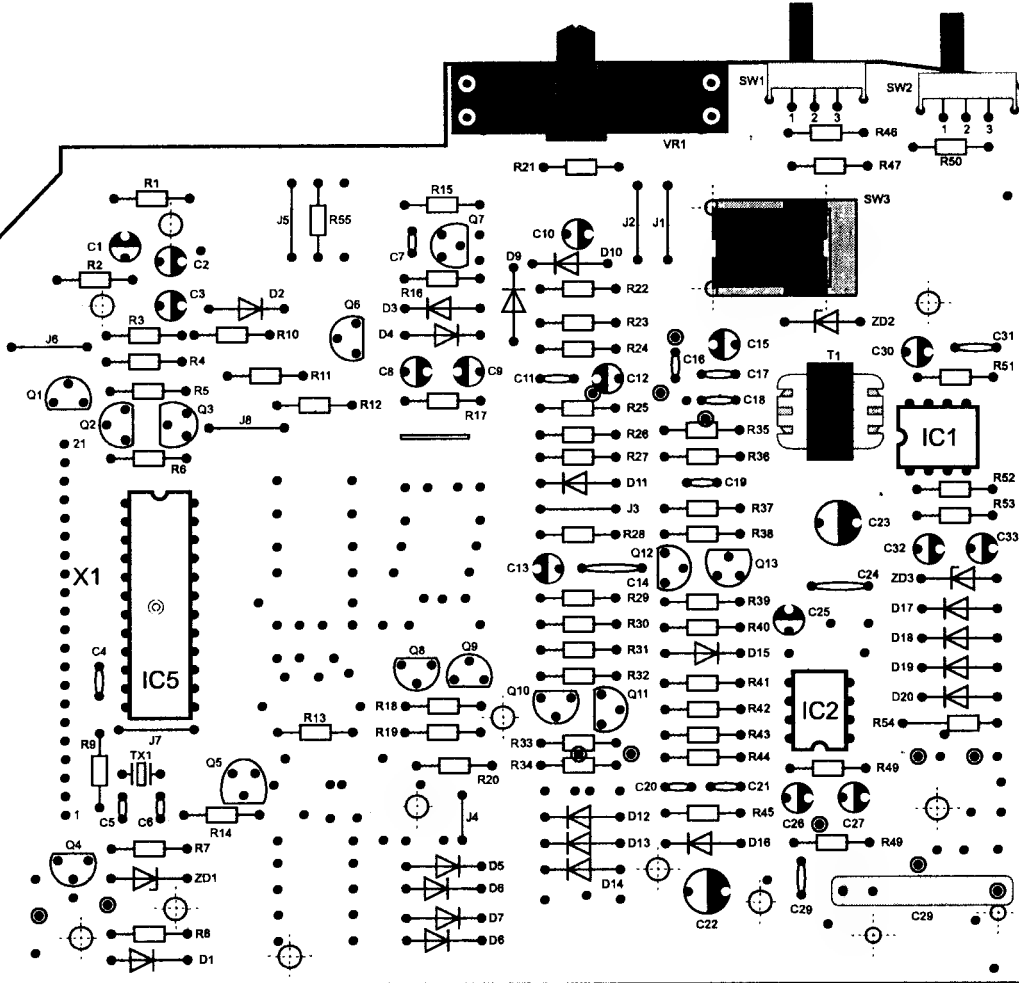 SW1
SW2
1 2 3
1 2 3
VR1
R46
R47
R50
R21
R1
R15
J5
R55
Q7
J2
J1
SW3
C1
C2
C7
C10
D10
D9
R2
R16
R22
C3
D2
D3
Q6
R3
R10
D4
R23
ZD2
J6
R4
R24
C16
C15
T1
C30
C31
R11
C8
C9
C11
C12
C17
R51
Q1
R5
Q3
R12
R17
R25
C18
Q2
J8
R26
R35
IC1
21
R6
R27
R36
D11
C19
R52
J3
R37
R53
R28
R38
C23
C32
C33
X1
C13
C14
Q12
Q13
C24
ZD3
R29
R39
D17
R30
R40
C25
D18
C4
Q8
Q9
R31
D15
D19
IC5
R32
R41
D20
Q10
Q11
R42
IC2
R18
R54
J7
R13
R19
R33
R43
R9
TX1
Q5
R20
R34
R44
R49
C20
C21
1
C5
C6
R14
J4
D12
R45
C26
C27
Q4
R7
D13
D16
R49
ZD1
D5
D14
D6
C22
C29
C29
D7
R8
D6
D1